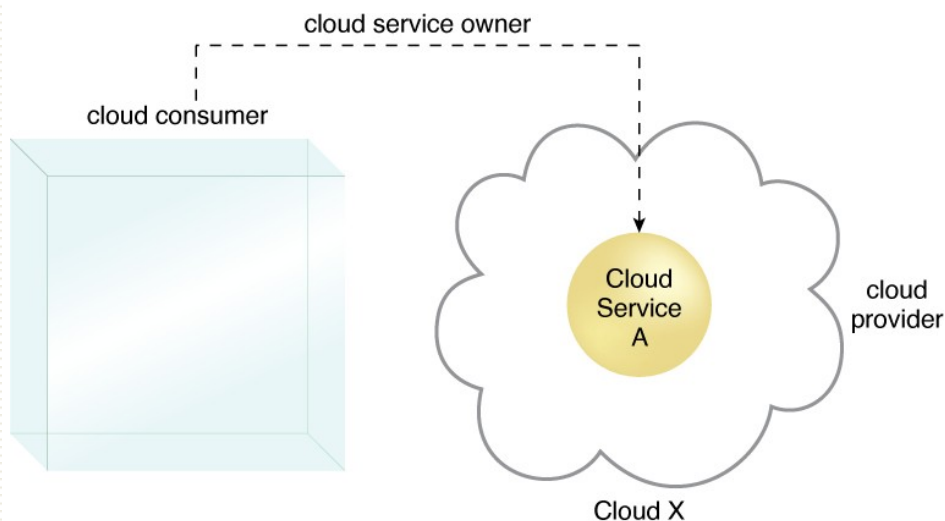 cloud service owner
cloud consumer
Cloud
Service
A
cloud
provider
Cloud X